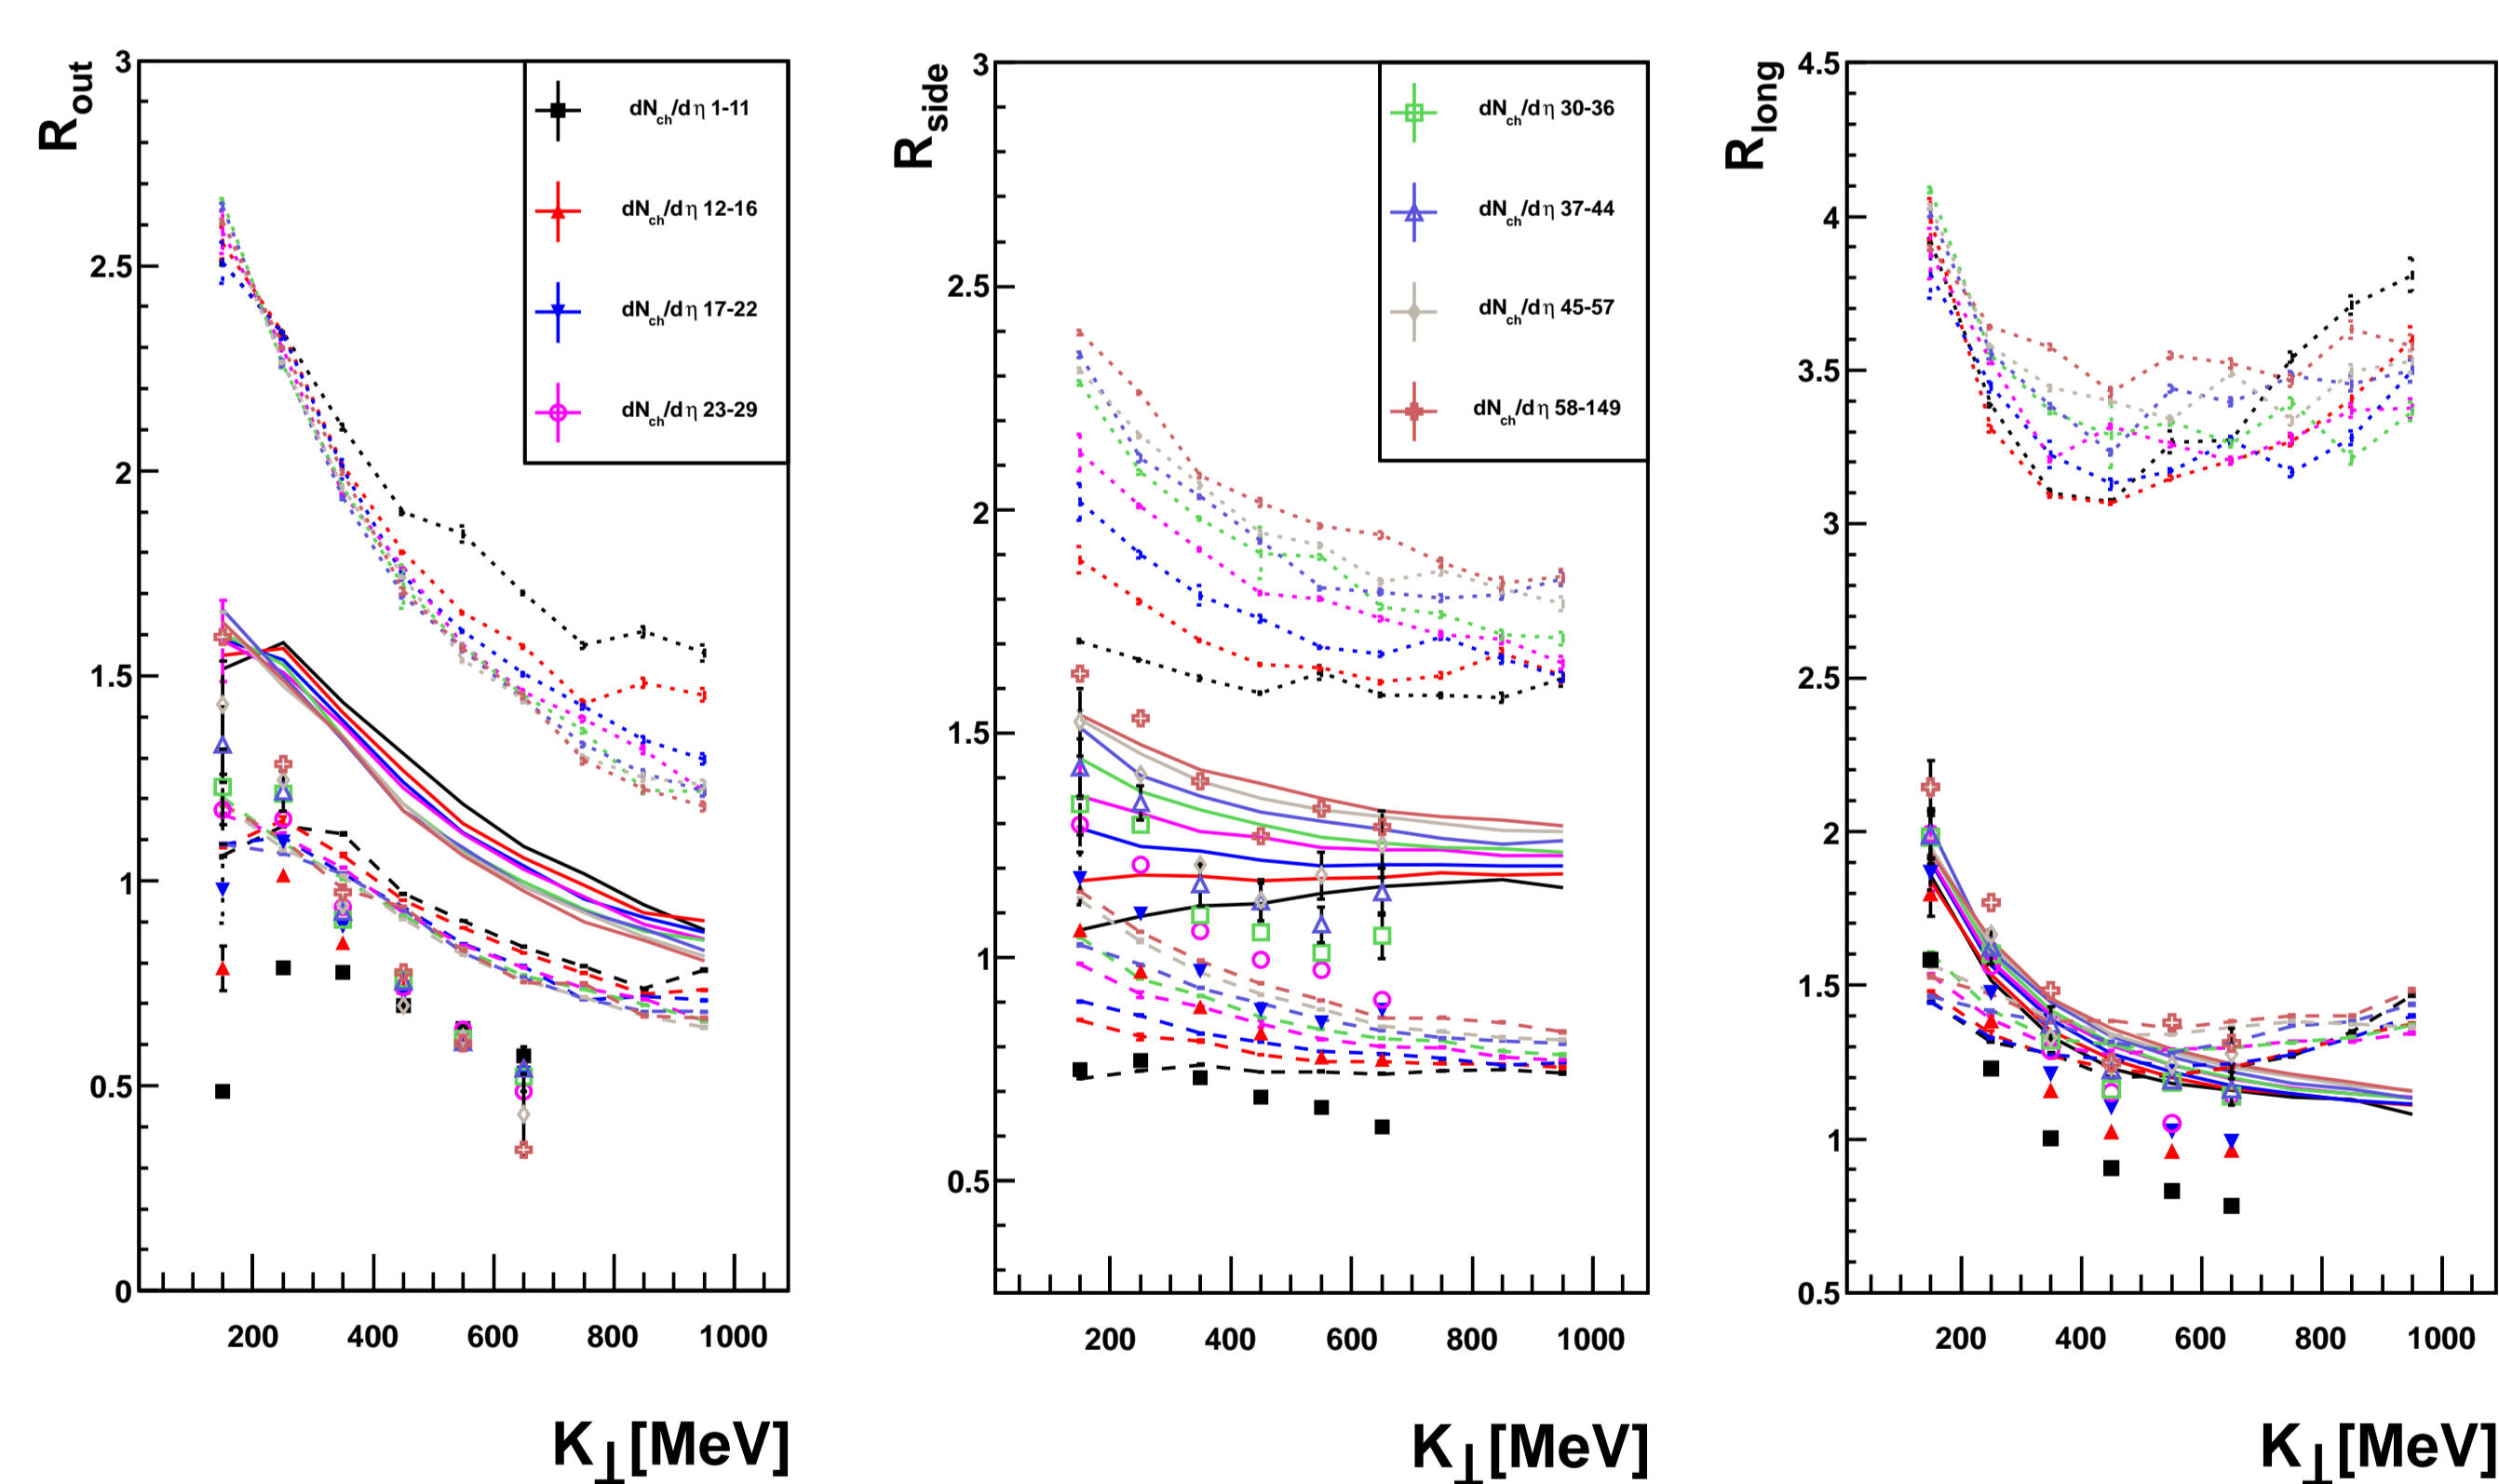 R_out
3
2.5
2
1.5
1
0.5
0
200 400 600 800 1000
K⊥[MeV]
dN_ch/dη 1-11
dN_ch/dη 12-16
dN_ch/dη 17-22
dN_ch/dη 23-29
R_side
3
2.5
2
1.5
1
0.5
200 400 600 800 1000
K⊥[MeV]
dN_ch/dη 30-36
dN_ch/dη 37-44
dN_ch/dη 45-57
dN_ch/dη 58-149
R_long
4.5
4
3.5
3
2.5
2
1.5
1
0.5
200 400 600 800 1000
K⊥[MeV]